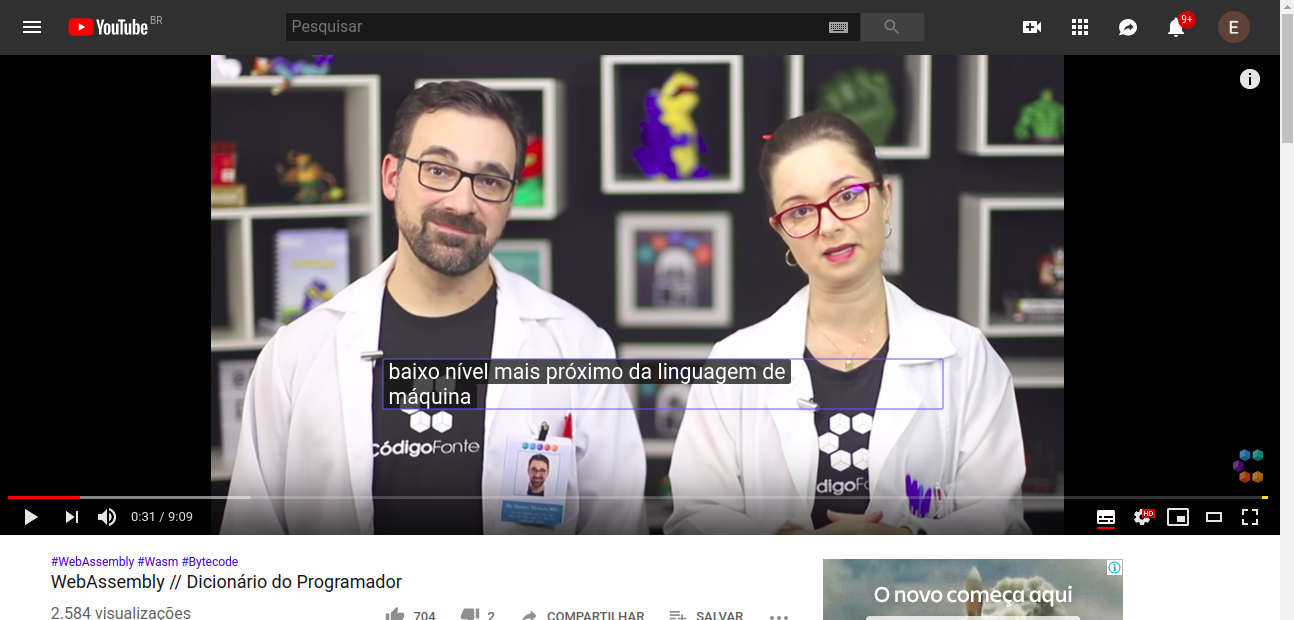 YouTube BR
Pesquisar
9+
E
baixo nível mais próximo da linguagem de
máquina
códigoFonte
digoFo
0:31 / 9:09
HD
#WebAssembly #Wasm #Bytecode
WebAssembly // Dicionário do Programador
2.584 visualizações
704
2
COMPARTILHAR
SALVAR
O novo começa aqui